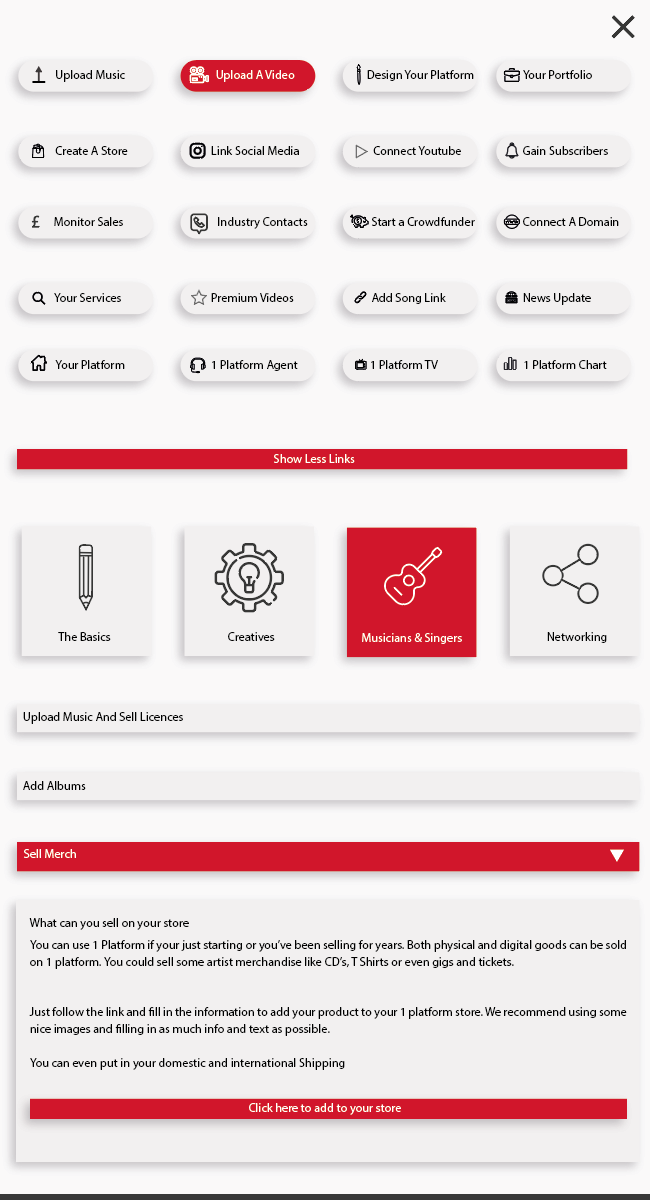 Upload Music
Upload A Video
Design Your Platform
Your Portfolio
Create A Store
Link Social Media
Connect Youtube
Gain Subscribers
Monitor Sales
Industry Contacts
Start a Crowdfunder
Connect A Domain
Your Services
Premium Videos
Add Song Link
News Update
Your Platform
1 Platform Agent
1 Platform TV
1 Platform Chart
Show Less Links
The Basics
Creatives
Musicians & Singers
Networking
Upload Music And Sell Licences
Add Albums
Sell Merch
What can you sell on your store
You can use 1 Platform if your just starting or you've been selling for years. Both physical and digital goods can be sold
on 1 platform. You could sell some artist merchandise like CD's, T Shirts or even gigs and tickets.
Just follow the link and fill in the information to add your product to your 1 platform store. We recommend using some
nice images and filling in as much info and text as possible.
You can even put in your domestic and international Shipping
Click here to add to your store